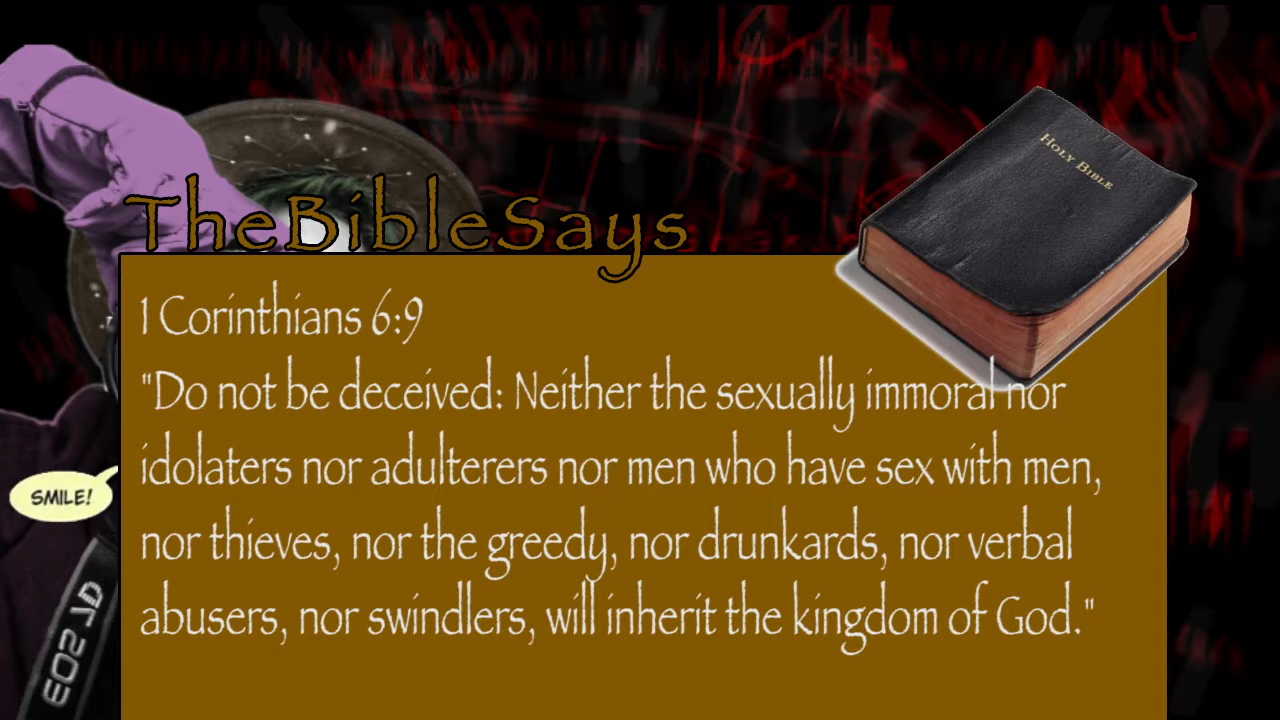 HOLY BIBLE
TheBibleSays
1 Corinthians 6:9
"Do not be deceived: Neither the sexually immoral nor
idolaters nor adulterers nor men who have sex with men,
nor thieves, nor the greedy, nor drunkards, nor verbal
abusers, nor swindlers, will inherit the kingdom of God."
SMILE!
EOS 5D